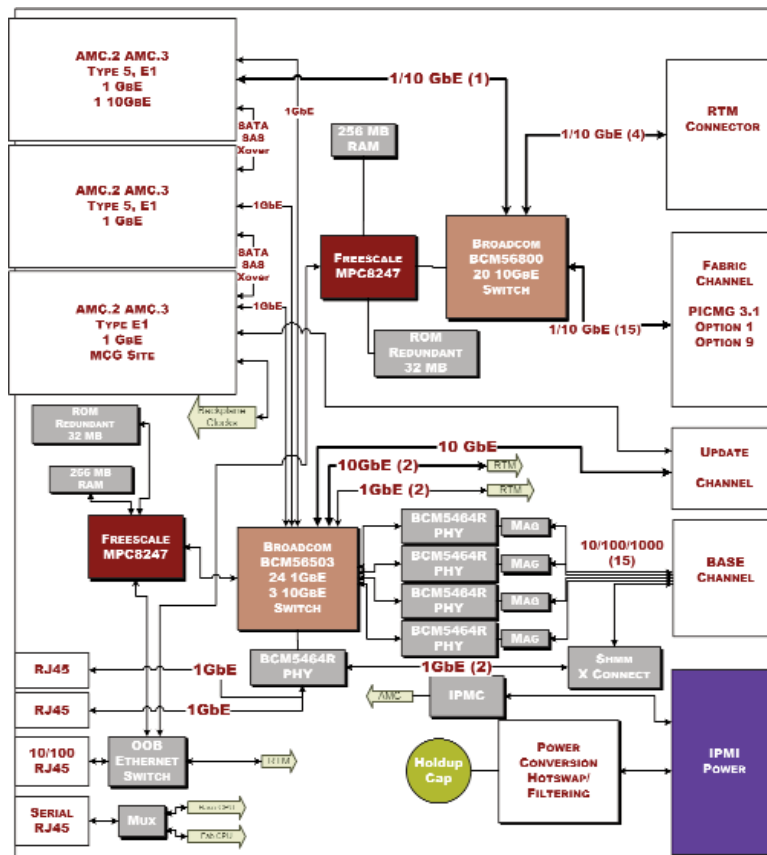 AMC.2 AMC.3
TYPE 5, E1
1 GBE
1 10GBE
1GbE
SATA
SAS
Xover
1/10 GbE (1)
256 MB
RAM
1/10 GbE (4)
RTM
CONNECTOR
AMC.2 AMC.3
TYPE 5, E1
1 GBE
1GbE
SATA
SAS
Xover
FREESCALE
MPC8247
BROADCOM
BCM56800
20 10GBE
SWITCH
FABRIC
CHANNEL
PICMG 3.1
OPTION 1
OPTION 9
AMC.2 AMC.3
TYPE E1
1 GBE
MCG SITE
1GbE
1/10 GbE (15)
ROM
REDUNDANT
32 MB
Backplane
Clocks
ROM
REDUNDANT
32 MB
256 MB
RAM
10 GbE
10GbE (2)
RTM
1GbE (2)
RTM
UPDATE
CHANNEL
FREESCALE
MPC8247
BROADCOM
BCM56503
24 1GBE
3 10GBE
SWITCH
BCM5464R
PHY
MAG
BCM5464R
PHY
MAG
BCM5464R
PHY
MAG
BCM5464R
PHY
MAG
10/100/1000
(15)
BASE
CHANNEL
RJ45
1GbE
BCM5464R
PHY
1GbE (2)
SHMM
X CONNECT
RJ45
1GbE
AMC
IPMC
10/100
RJ45
OOB
ETHERNET
SWITCH
RTM
Holdup
Cap
POWER
CONVERSION
HOTSWAP/
FILTERING
IPMI
POWER
SERIAL
RJ45
MUX
Base CPU
Fab CPU